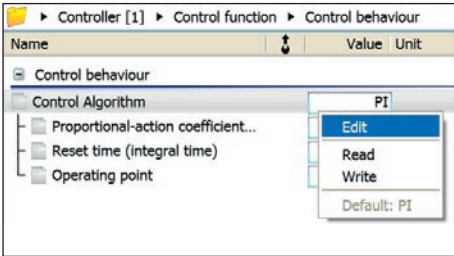 ▸ Controller [1] ▸ Control function ▸ Control behaviour
Name Value Unit
Control behaviour
Control Algorithm PI
Proportional-action coefficient...
Edit
Reset time (integral time)
Read
Operating point
Write
Default: PI